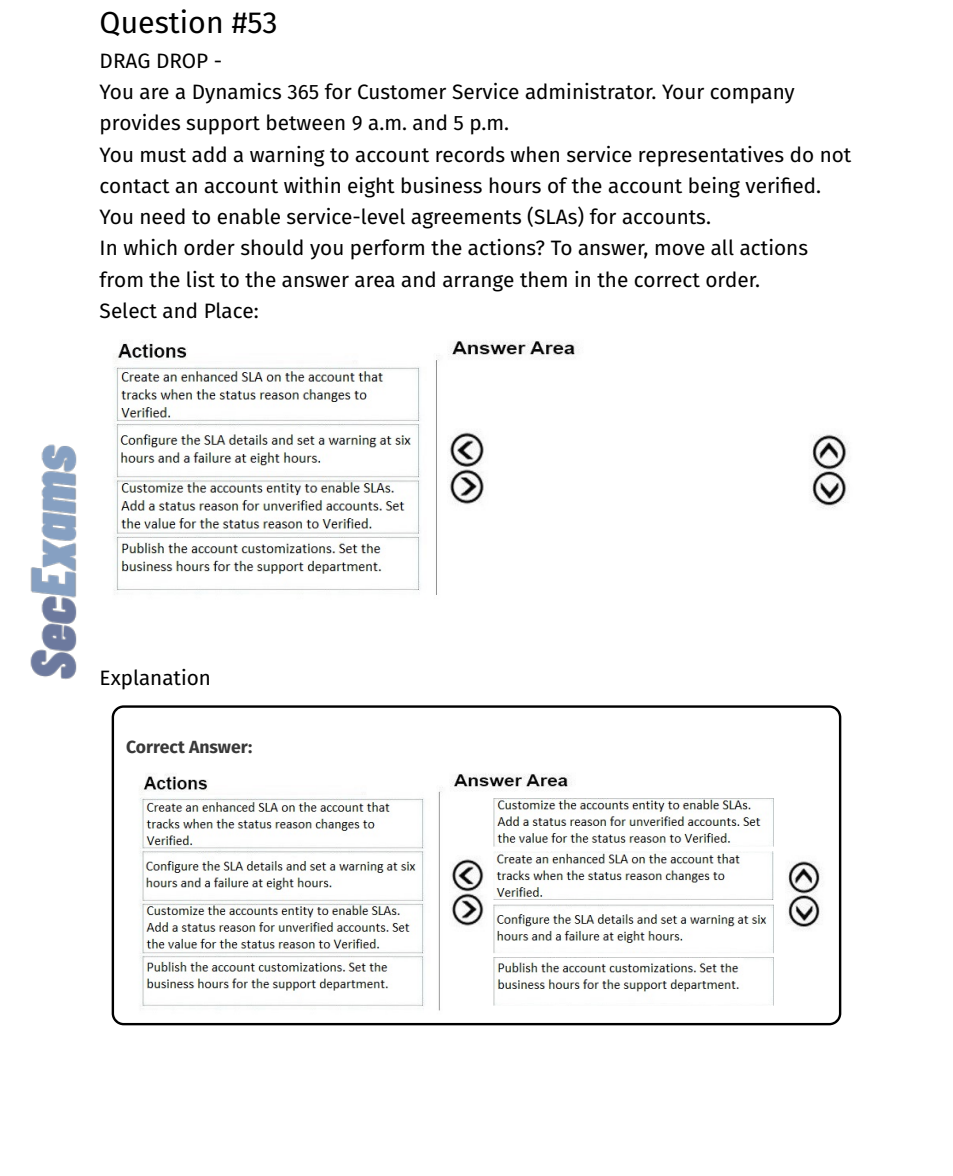 Question #53
DRAG DROP -
You are a Dynamics 365 for Customer Service administrator. Your company
provides support between 9 a.m. and 5 p.m.
You must add a warning to account records when service representatives do not
contact an account within eight business hours of the account being verified.
You need to enable service-level agreements (SLAs) for accounts.
In which order should you perform the actions? To answer, move all actions
from the list to the answer area and arrange them in the correct order.
Select and Place:
Actions
Create an enhanced SLA on the account that
tracks when the status reason changes to
Verified.
Configure the SLA details and set a warning at six
hours and a failure at eight hours.
Customize the accounts entity to enable SLAs.
Add a status reason for unverified accounts. Set
the value for the status reason to Verified.
Publish the account customizations. Set the
business hours for the support department.
Answer Area
SecExams
Explanation
Correct Answer:
Actions
Create an enhanced SLA on the account that
tracks when the status reason changes to
Verified.
Configure the SLA details and set a warning at six
hours and a failure at eight hours.
Customize the accounts entity to enable SLAs.
Add a status reason for unverified accounts. Set
the value for the status reason to Verified.
Publish the account customizations. Set the
business hours for the support department.
Answer Area
Customize the accounts entity to enable SLAs.
Add a status reason for unverified accounts. Set
the value for the status reason to Verified.
Create an enhanced SLA on the account that
tracks when the status reason changes to
Verified.
Configure the SLA details and set a warning at six
hours and a failure at eight hours.
Publish the account customizations. Set the
business hours for the support department.